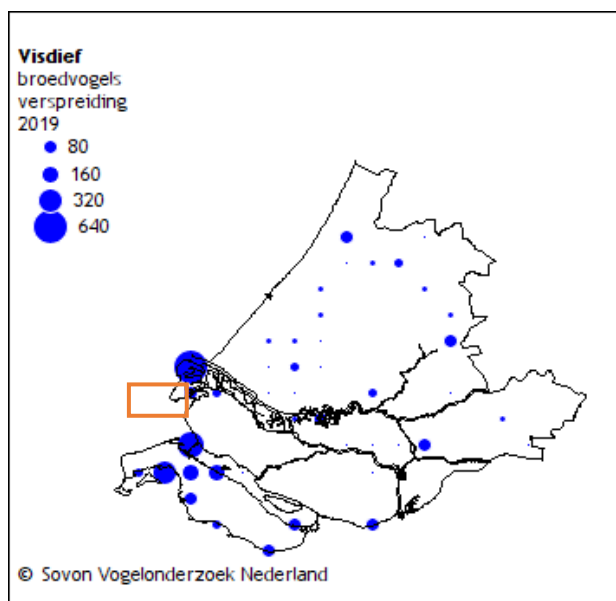 Visdief
broedvogels
verspreiding
2019
80
160
320
640
© Sovon Vogelonderzoek Nederland